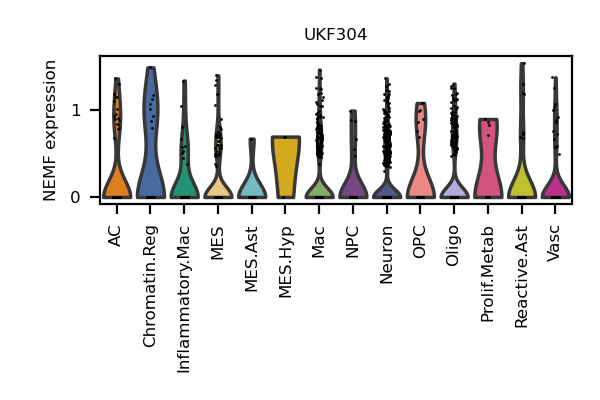 UKF304
NEMF expression
1
0
AC
Chromatin.Reg
Inflammatory.Mac
MES
MES.Ast
MES.Hyp
Mac
NPC
Neuron
OPC
Oligo
Prolif.Metab
Reactive.Ast
Vasc